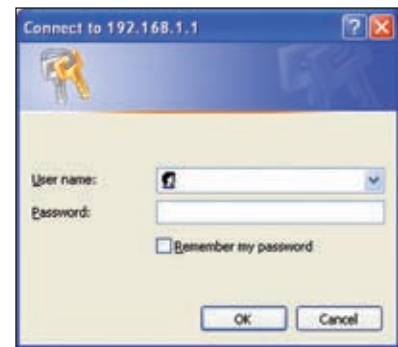 Connect to 192.168.1.1
User name:
Password:
Remember my password
OK Cancel